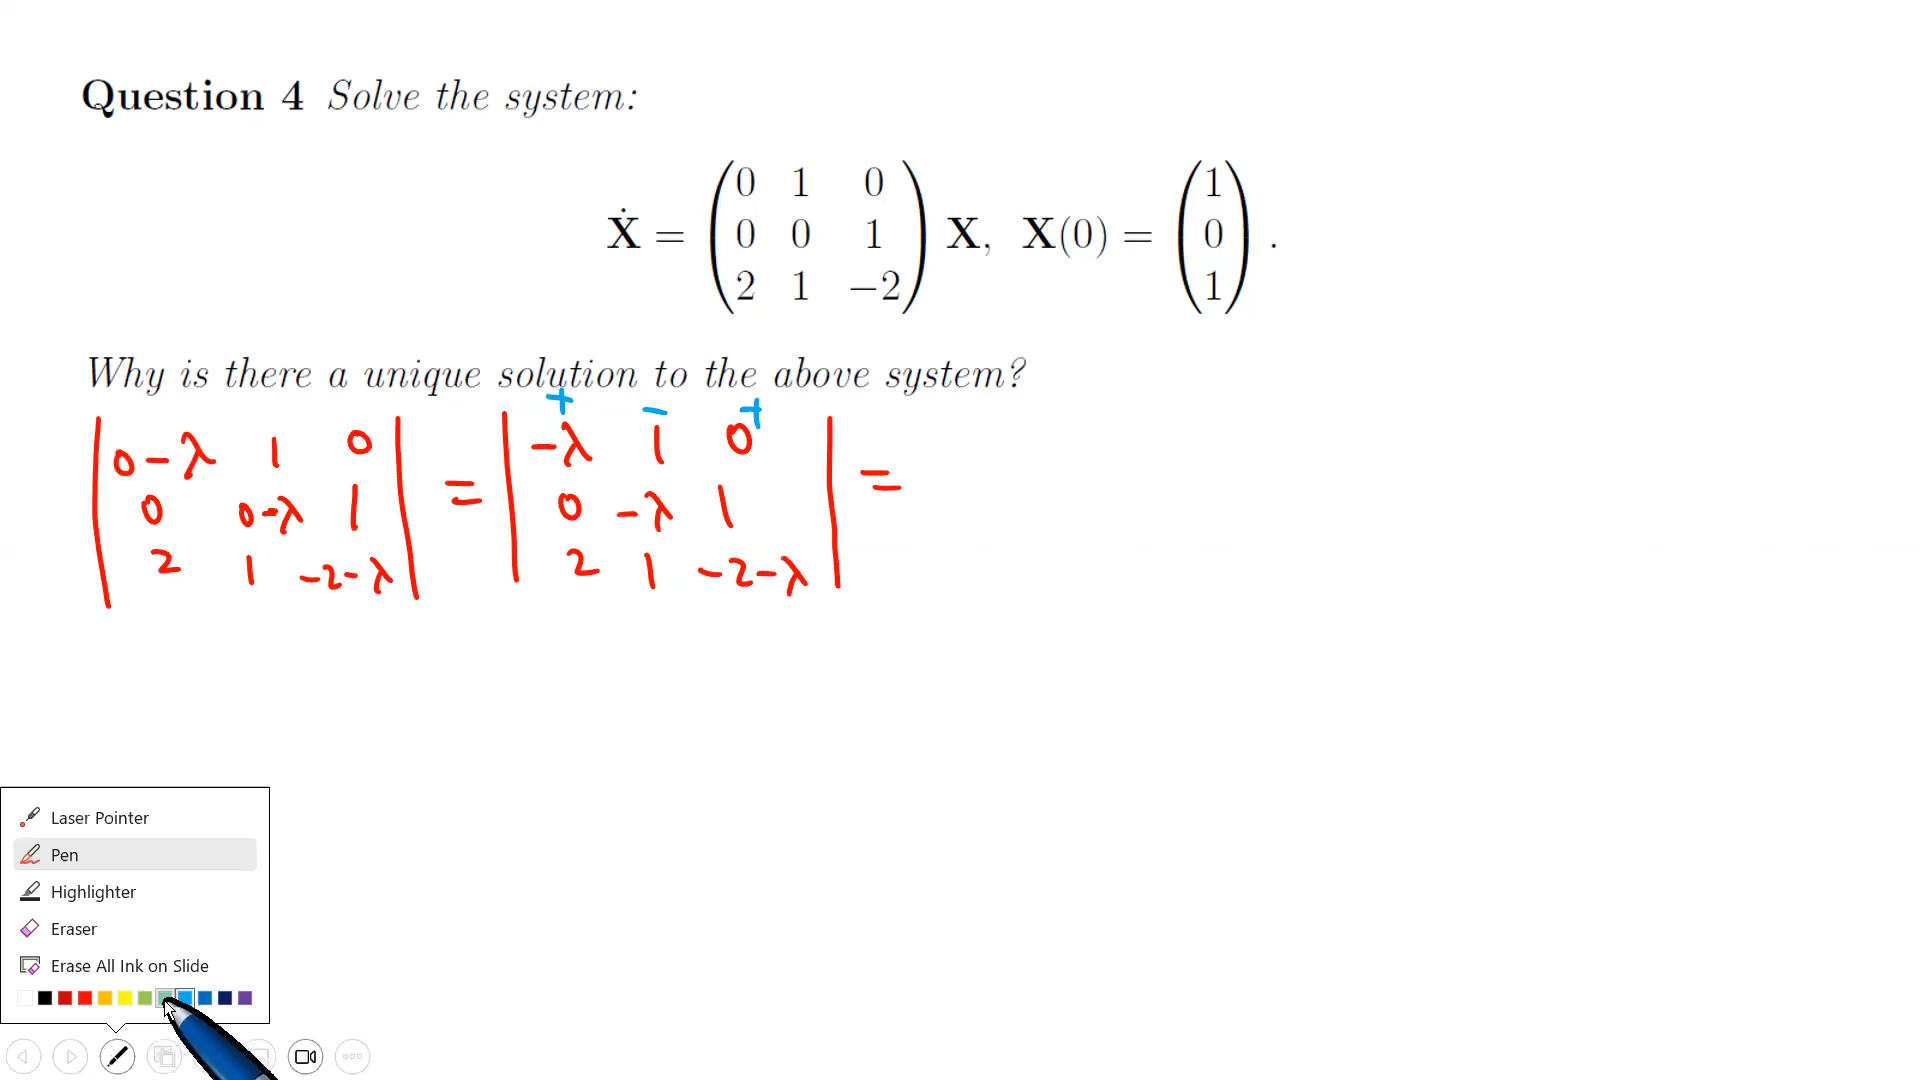 Question 4 Solve the system:
Ẋ = ( 0 1 0
0 0 1
2 1 −2 ) X, X(0) = ( 1
0
1 ) .
Why is there a unique solution to the above system?
+ − +
| 0-λ 1 0 | = | -λ 1 0 | =
| 0 0-λ 1 | | 0 -λ 1 |
| 2 1 -2-λ | | 2 1 -2-λ |
Laser Pointer
Pen
Highlighter
Eraser
Erase All Ink on Slide